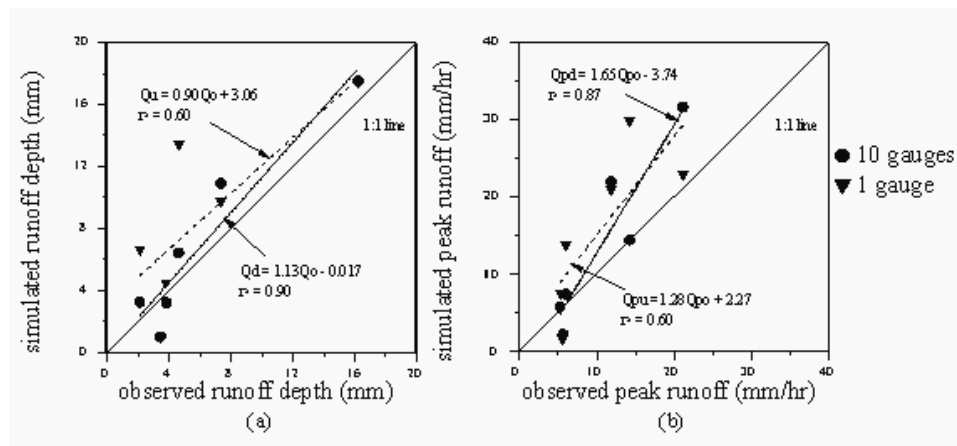 simulated runoff depth (mm)
20
16
12
8
4
0
0 4 8 12 16 20
Qu = 0.90Qo + 3.06
r² = 0.60
1:1 line
Qd = 1.13Qo - 0.017
r² = 0.90
observed runoff depth (mm)
(a)
simulated peak runoff (mm/hr)
40
30
20
10
0
0 10 20 30 40
Qpd = 1.65Qpo - 3.74
r² = 0.87
1:1 line
Qpu=1.28Qpo + 2.27
r² = 0.60
observed peak runoff (mm/hr)
(b)
10 gauges
1 gauge